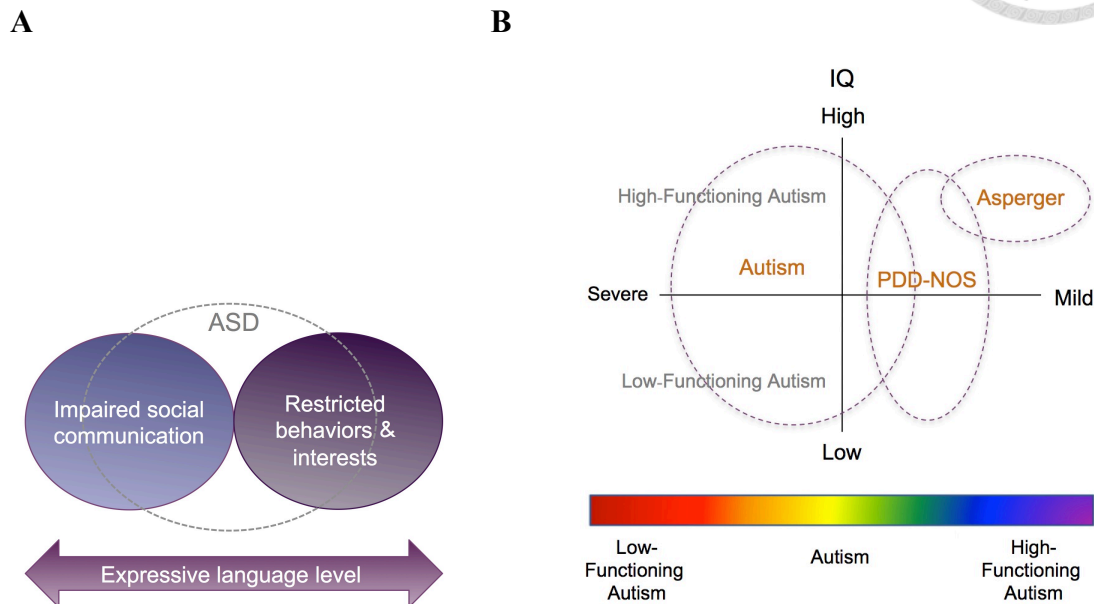 A
B
ASD
Impaired social
communication
Restricted
behaviors &
interests
Expressive language level
IQ
High
High-Functioning Autism
Asperger
Autism
PDD-NOS
Severe
Mild
Low-Functioning Autism
Low
Low-
Functioning
Autism
Autism
High-
Functioning
Autism